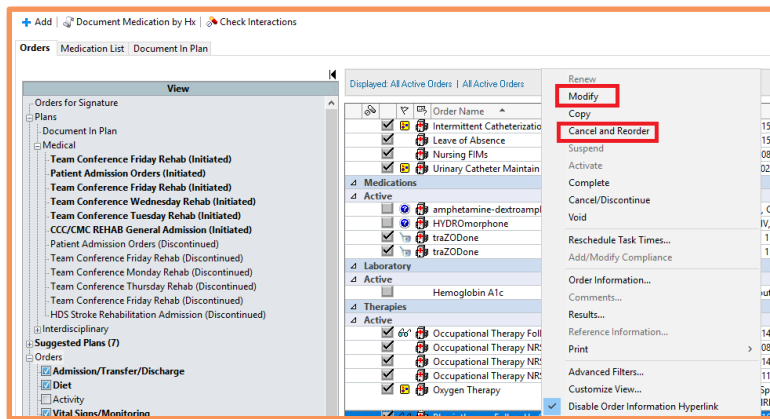 + Add | Document Medication by Hx | Check Interactions
Orders Medication List Document In Plan
View
Orders for Signature
Plans
Document In Plan
Medical
Team Conference Friday Rehab (Initiated)
Patient Admission Orders (Initiated)
Team Conference Friday Rehab (Initiated)
Team Conference Wednesday Rehab (Initiated)
Team Conference Tuesday Rehab (Initiated)
CCC/CMC REHAB General Admission (Initiated)
Patient Admission Orders (Discontinued)
Team Conference Friday Rehab (Discontinued)
Team Conference Monday Rehab (Discontinued)
Team Conference Thursday Rehab (Discontinued)
Team Conference Friday Rehab (Discontinued)
HDS Stroke Rehabilitation Admission (Discontinued)
Interdisciplinary
Suggested Plans (7)
Orders
Admission/Transfer/Discharge
Diet
Activity
Vital Signs/Monitoring
Displayed: All Active Orders | All Active Orders
Order Name
Intermittent Catheterizatio
Leave of Absence
Nursing FIMs
Urinary Catheter Maintain
Medications
Active
amphetamine-dextroampl
HYDROmorphone
traZODone
traZODone
Laboratory
Active
Hemoglobin A1c
Therapies
Active
Occupational Therapy Foll
Occupational Therapy NRS
Occupational Therapy NRS
Occupational Therapy NRS
Oxygen Therapy
Renew
Modify
Copy
Cancel and Reorder
Suspend
Activate
Complete
Cancel/Discontinue
Void
Reschedule Task Times...
Add/Modify Compliance
Order Information...
Comments...
Results...
Reference Information...
Print
Advanced Filters...
Customize View...
Disable Order Information Hyperlink